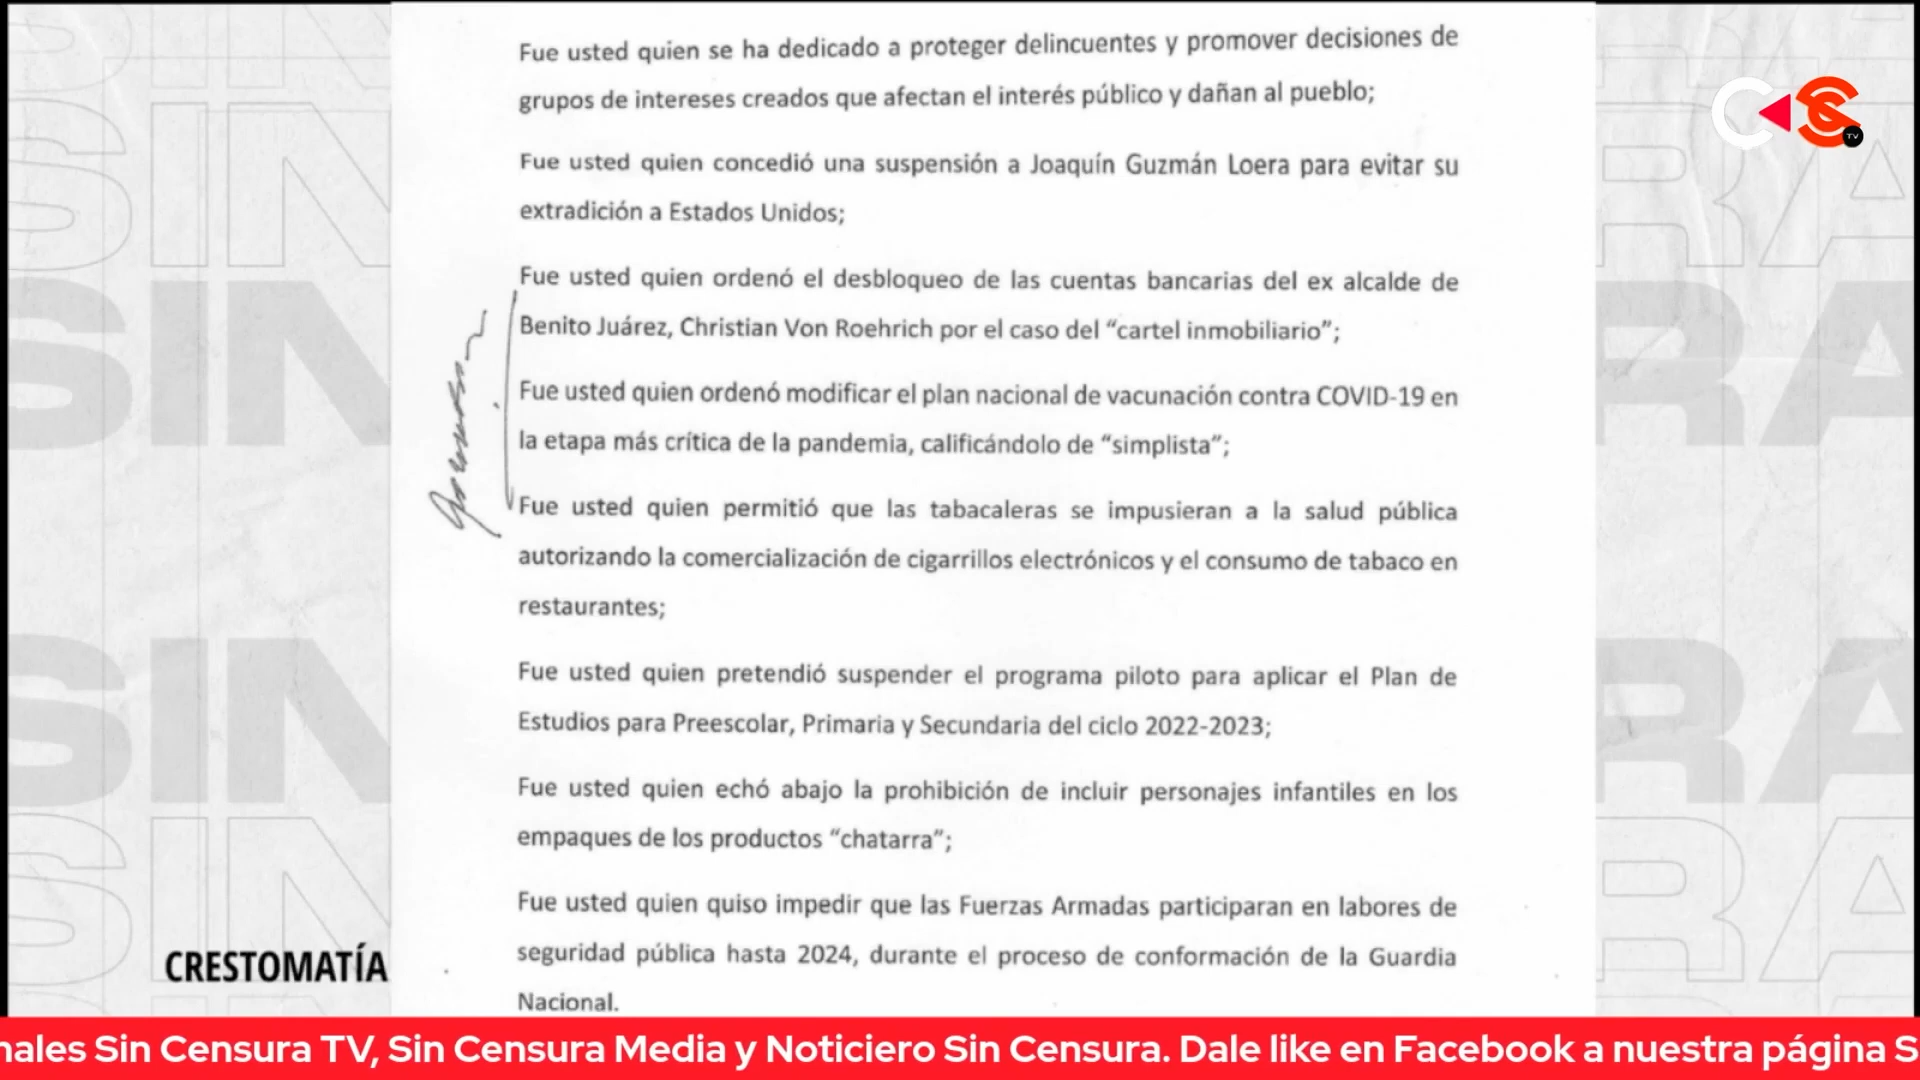 Fue usted quien se ha dedicado a proteger delincuentes y promover decisiones de
grupos de intereses creados que afectan el interés público y dañan al pueblo;
Fue usted quien concedió una suspensión a Joaquín Guzmán Loera para evitar su
extradición a Estados Unidos;
Fue usted quien ordenó el desbloqueo de las cuentas bancarias del ex alcalde de
Benito Juárez, Christian Von Roehrich por el caso del “cartel inmobiliario”;
Fue usted quien ordenó modificar el plan nacional de vacunación contra COVID-19 en
la etapa más crítica de la pandemia, calificándolo de “simplista”;
Fue usted quien permitió que las tabacaleras se impusieran a la salud pública
autorizando la comercialización de cigarrillos electrónicos y el consumo de tabaco en
restaurantes;
Fue usted quien pretendió suspender el programa piloto para aplicar el Plan de
Estudios para Preescolar, Primaria y Secundaria del ciclo 2022-2023;
Fue usted quien echó abajo la prohibición de incluir personajes infantiles en los
empaques de los productos “chatarra”;
Fue usted quien quiso impedir que las Fuerzas Armadas participaran en labores de
seguridad pública hasta 2024, durante el proceso de conformación de la Guardia
Nacional.
CRESTOMATÍA
nales Sin Censura TV, Sin Censura Media y Noticiero Sin Censura. Dale like en Facebook a nuestra página S
TV
SIN
SIN
SIN
SIN
RA
RA
RA
RA